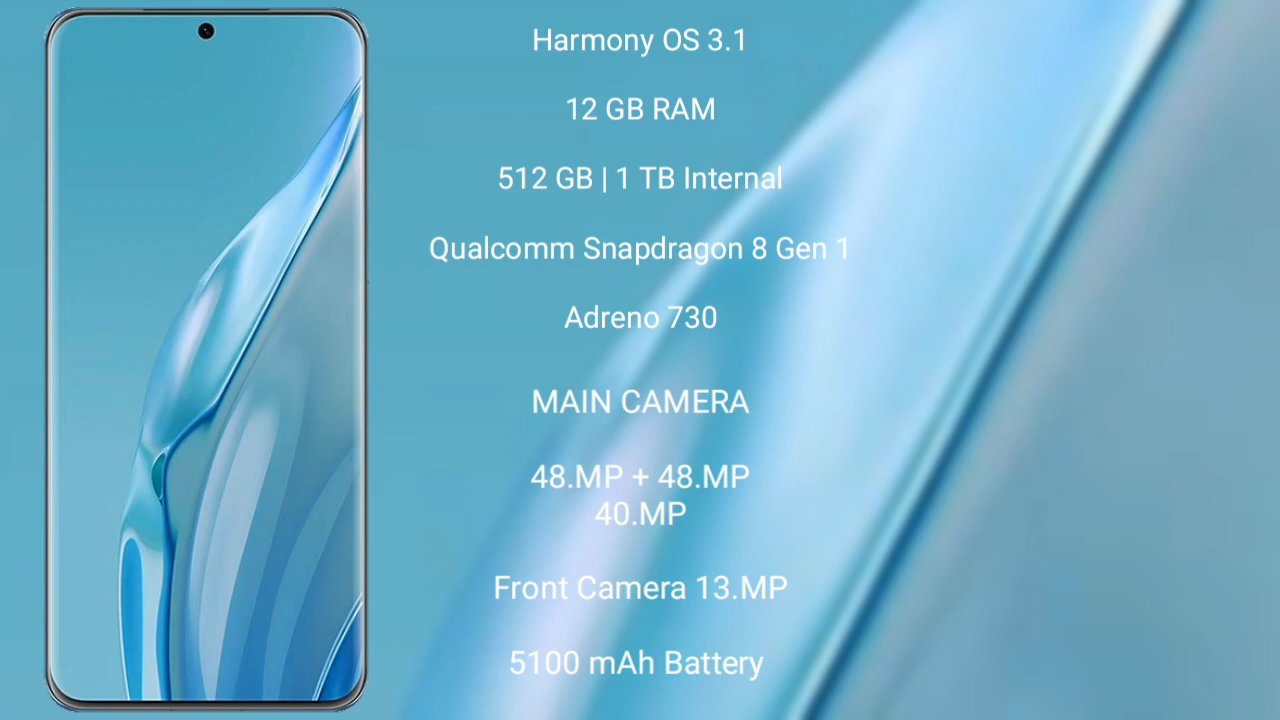 Harmony OS 3.1
12 GB RAM
512 GB | 1 TB Internal
Qualcomm Snapdragon 8 Gen 1
Adreno 730
MAIN CAMERA
48.MP + 48.MP
40.MP
Front Camera 13.MP
5100 mAh Battery